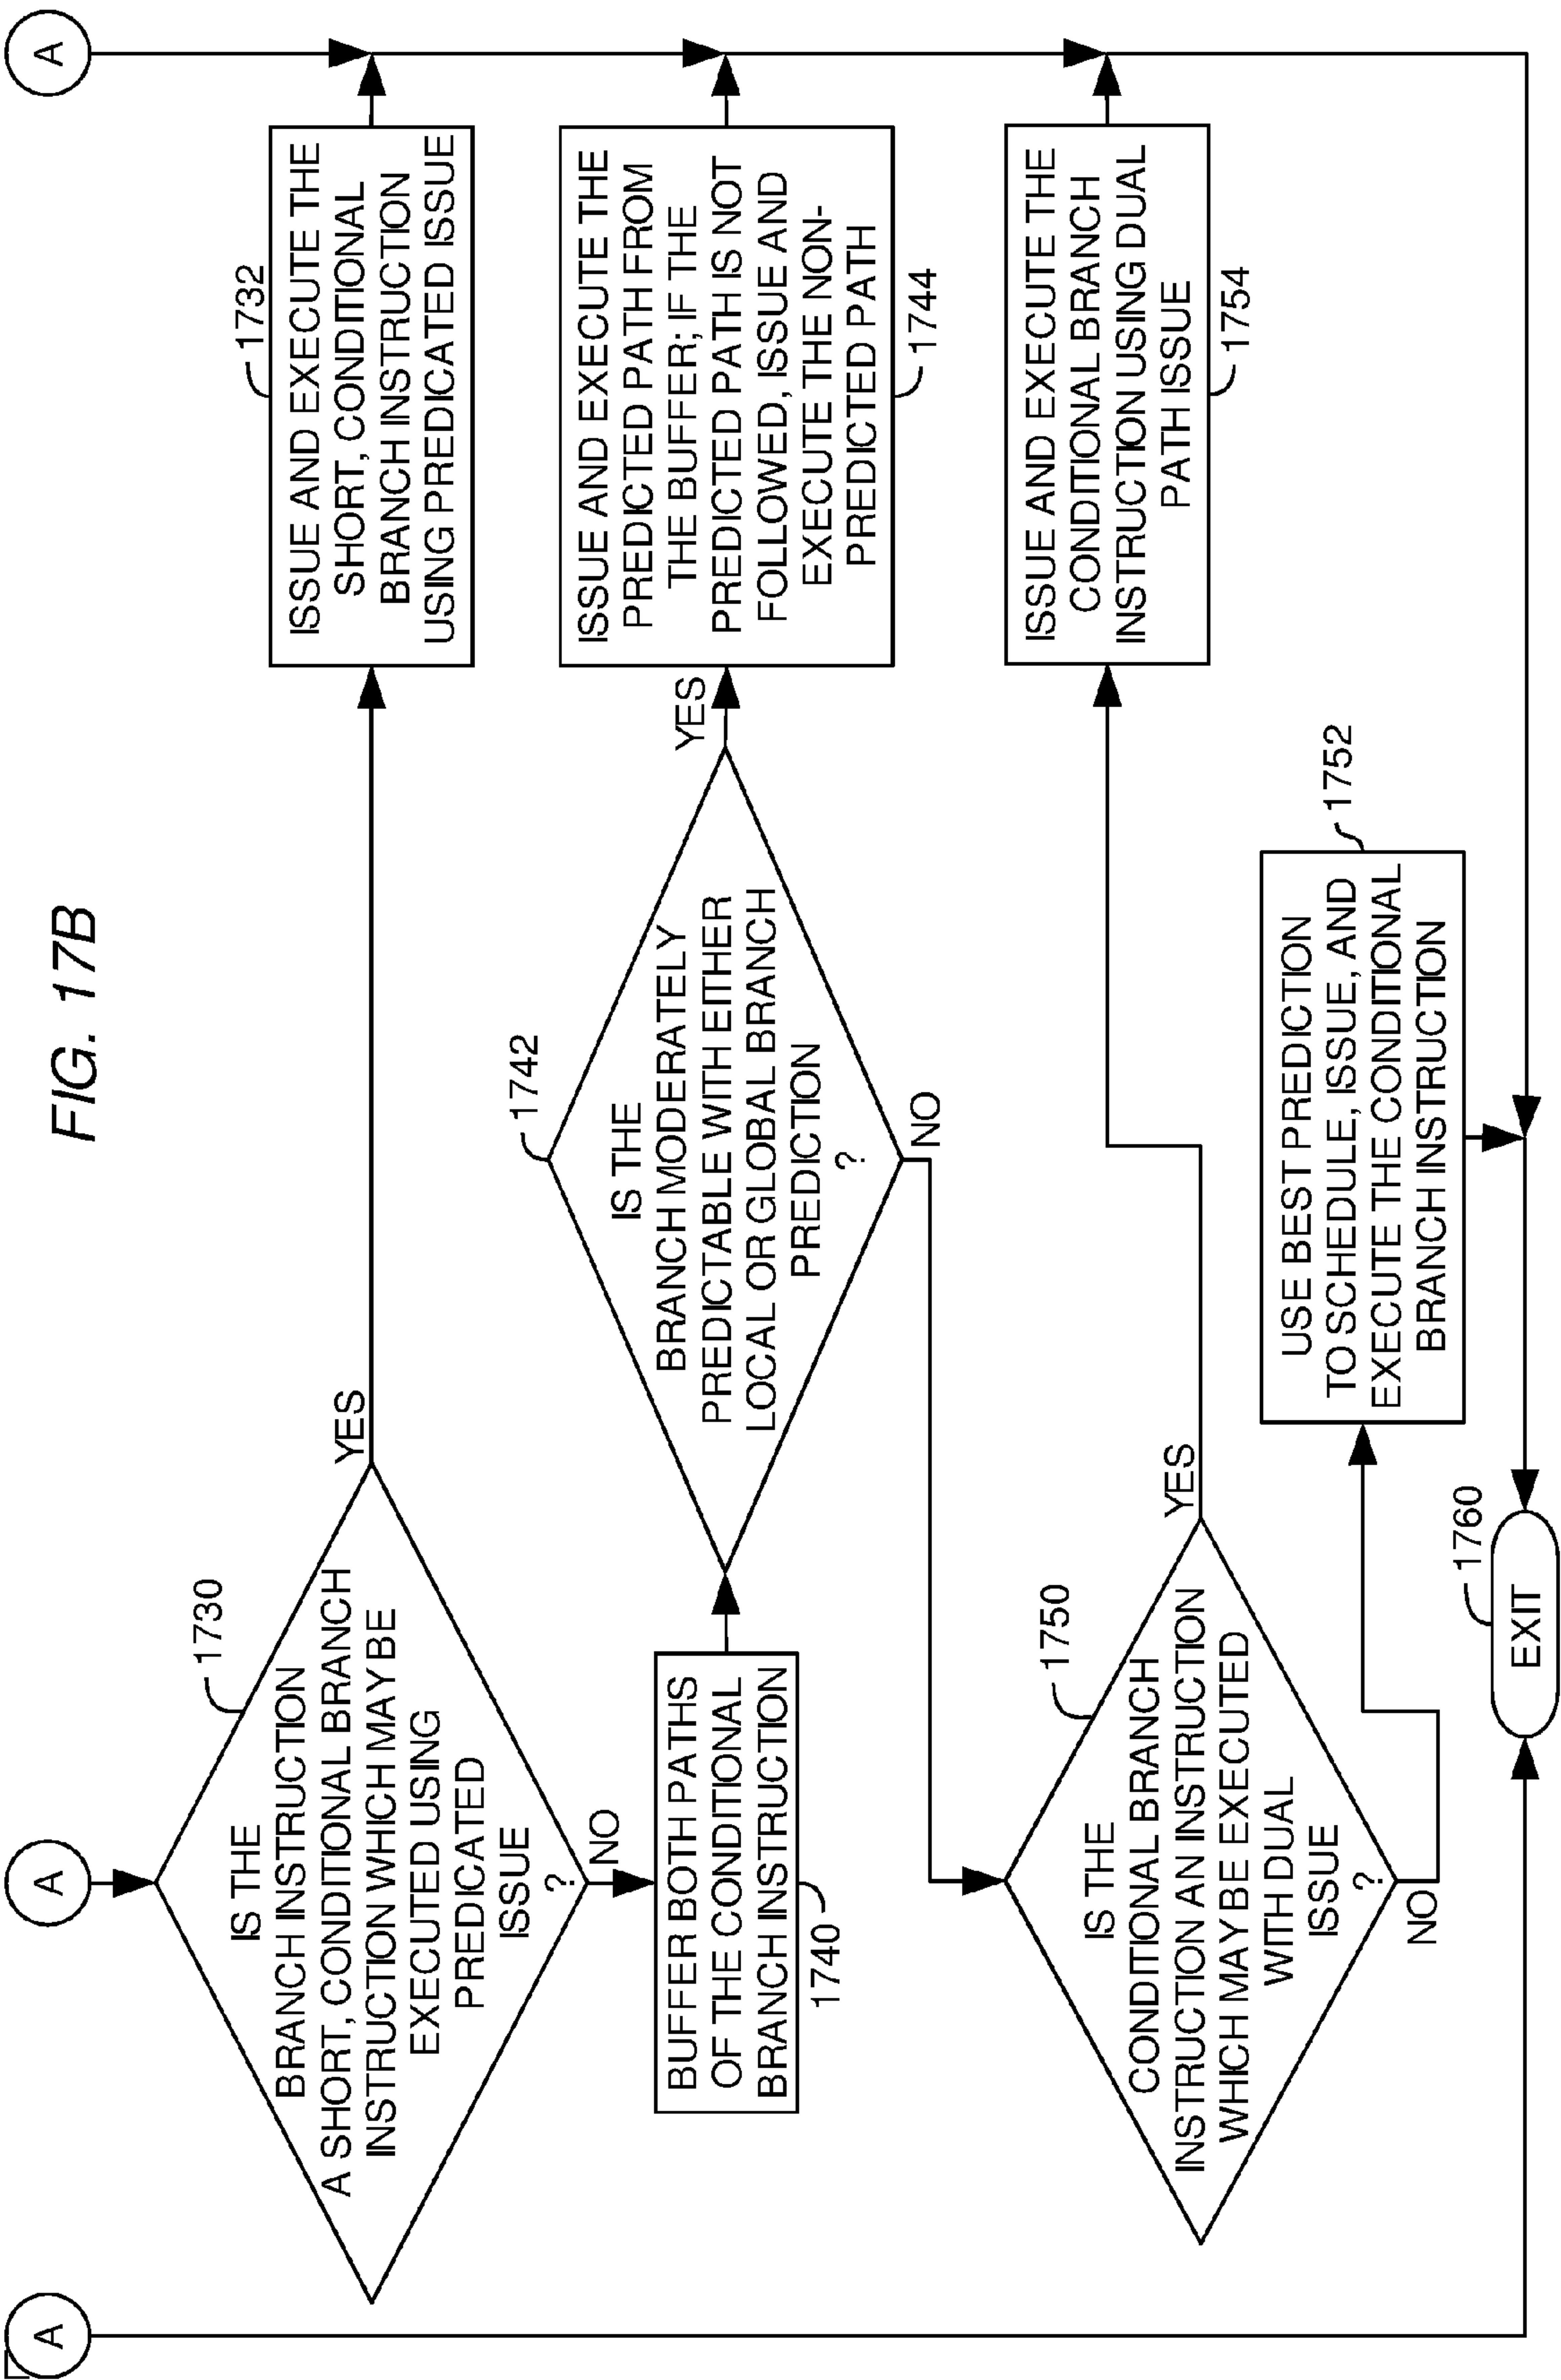 FIG. 17B
A
A
A
1730
IS THE
BRANCH INSTRUCTION
A SHORT, CONDITIONAL BRANCH
INSTRUCTION WHICH MAY BE
EXECUTED USING
PREDICATED
ISSUE
?
YES
NO
1732
ISSUE AND EXECUTE THE
SHORT, CONDITIONAL
BRANCH INSTRUCTION
USING PREDICATED ISSUE
BUFFER BOTH PATHS
OF THE CONDITIONAL
BRANCH INSTRUCTION
1740
1742
IS THE
BRANCH MODERATELY
PREDICTABLE WITH EITHER
LOCAL OR GLOBAL BRANCH
PREDICTION
?
YES
NO
ISSUE AND EXECUTE THE
PREDICTED PATH FROM
THE BUFFER; IF THE
PREDICTED PATH IS NOT
FOLLOWED, ISSUE AND
EXECUTE THE NON-
PREDICTED PATH
1744
1750
IS THE
CONDITIONAL BRANCH
INSTRUCTION AN INSTRUCTION
WHICH MAY BE EXECUTED
WITH DUAL
ISSUE
?
YES
NO
ISSUE AND EXECUTE THE
CONDITIONAL BRANCH
INSTRUCTION USING DUAL
PATH ISSUE
1754
1752
USE BEST PREDICTION
TO SCHEDULE, ISSUE, AND
EXECUTE THE CONDITIONAL
BRANCH INSTRUCTION
1760
EXIT